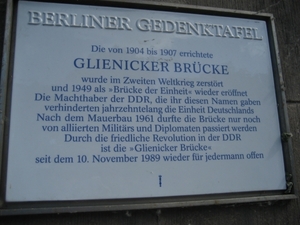 BERLINER GEDENKTAFEL
Die von 1904 bis 1907 errichtete
GLIENICKER BRÜCKE
wurde im Zweiten Weltkrieg zerstört
und 1949 als »Brücke der Einheit« wieder eröffnet
Die Machthaber der DDR, die ihr diesen Namen gaben
verhinderten jahrzehntelang die Einheit Deutschlands
Nach dem Mauerbau 1961 durfte die Brücke nur noch
von alliierten Militärs und Diplomaten passiert werden
Durch die friedliche Revolution in der DDR
ist die »Glienicker Brücke«
seit dem 10. November 1989 wieder für jedermann offen